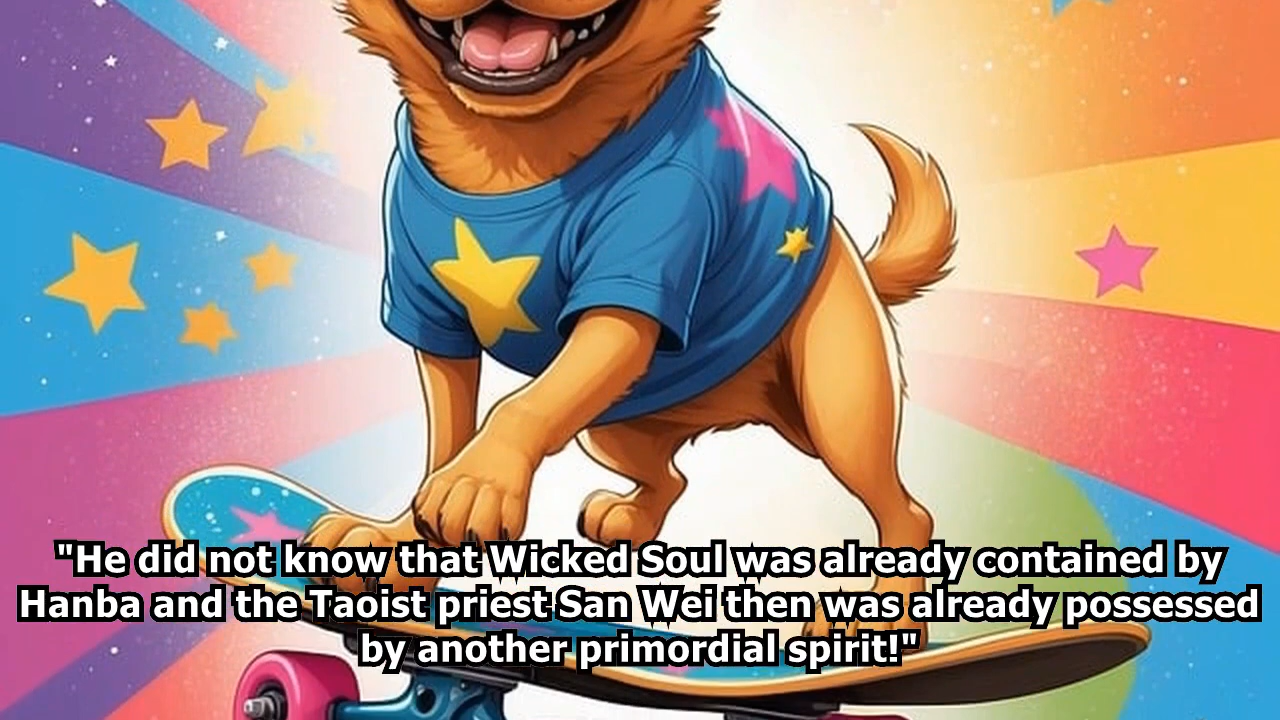 "He did not know that Wicked Soul was already contained by
Hanba and the Taoist priest San Wei then was already possessed
by another primordial spirit!"